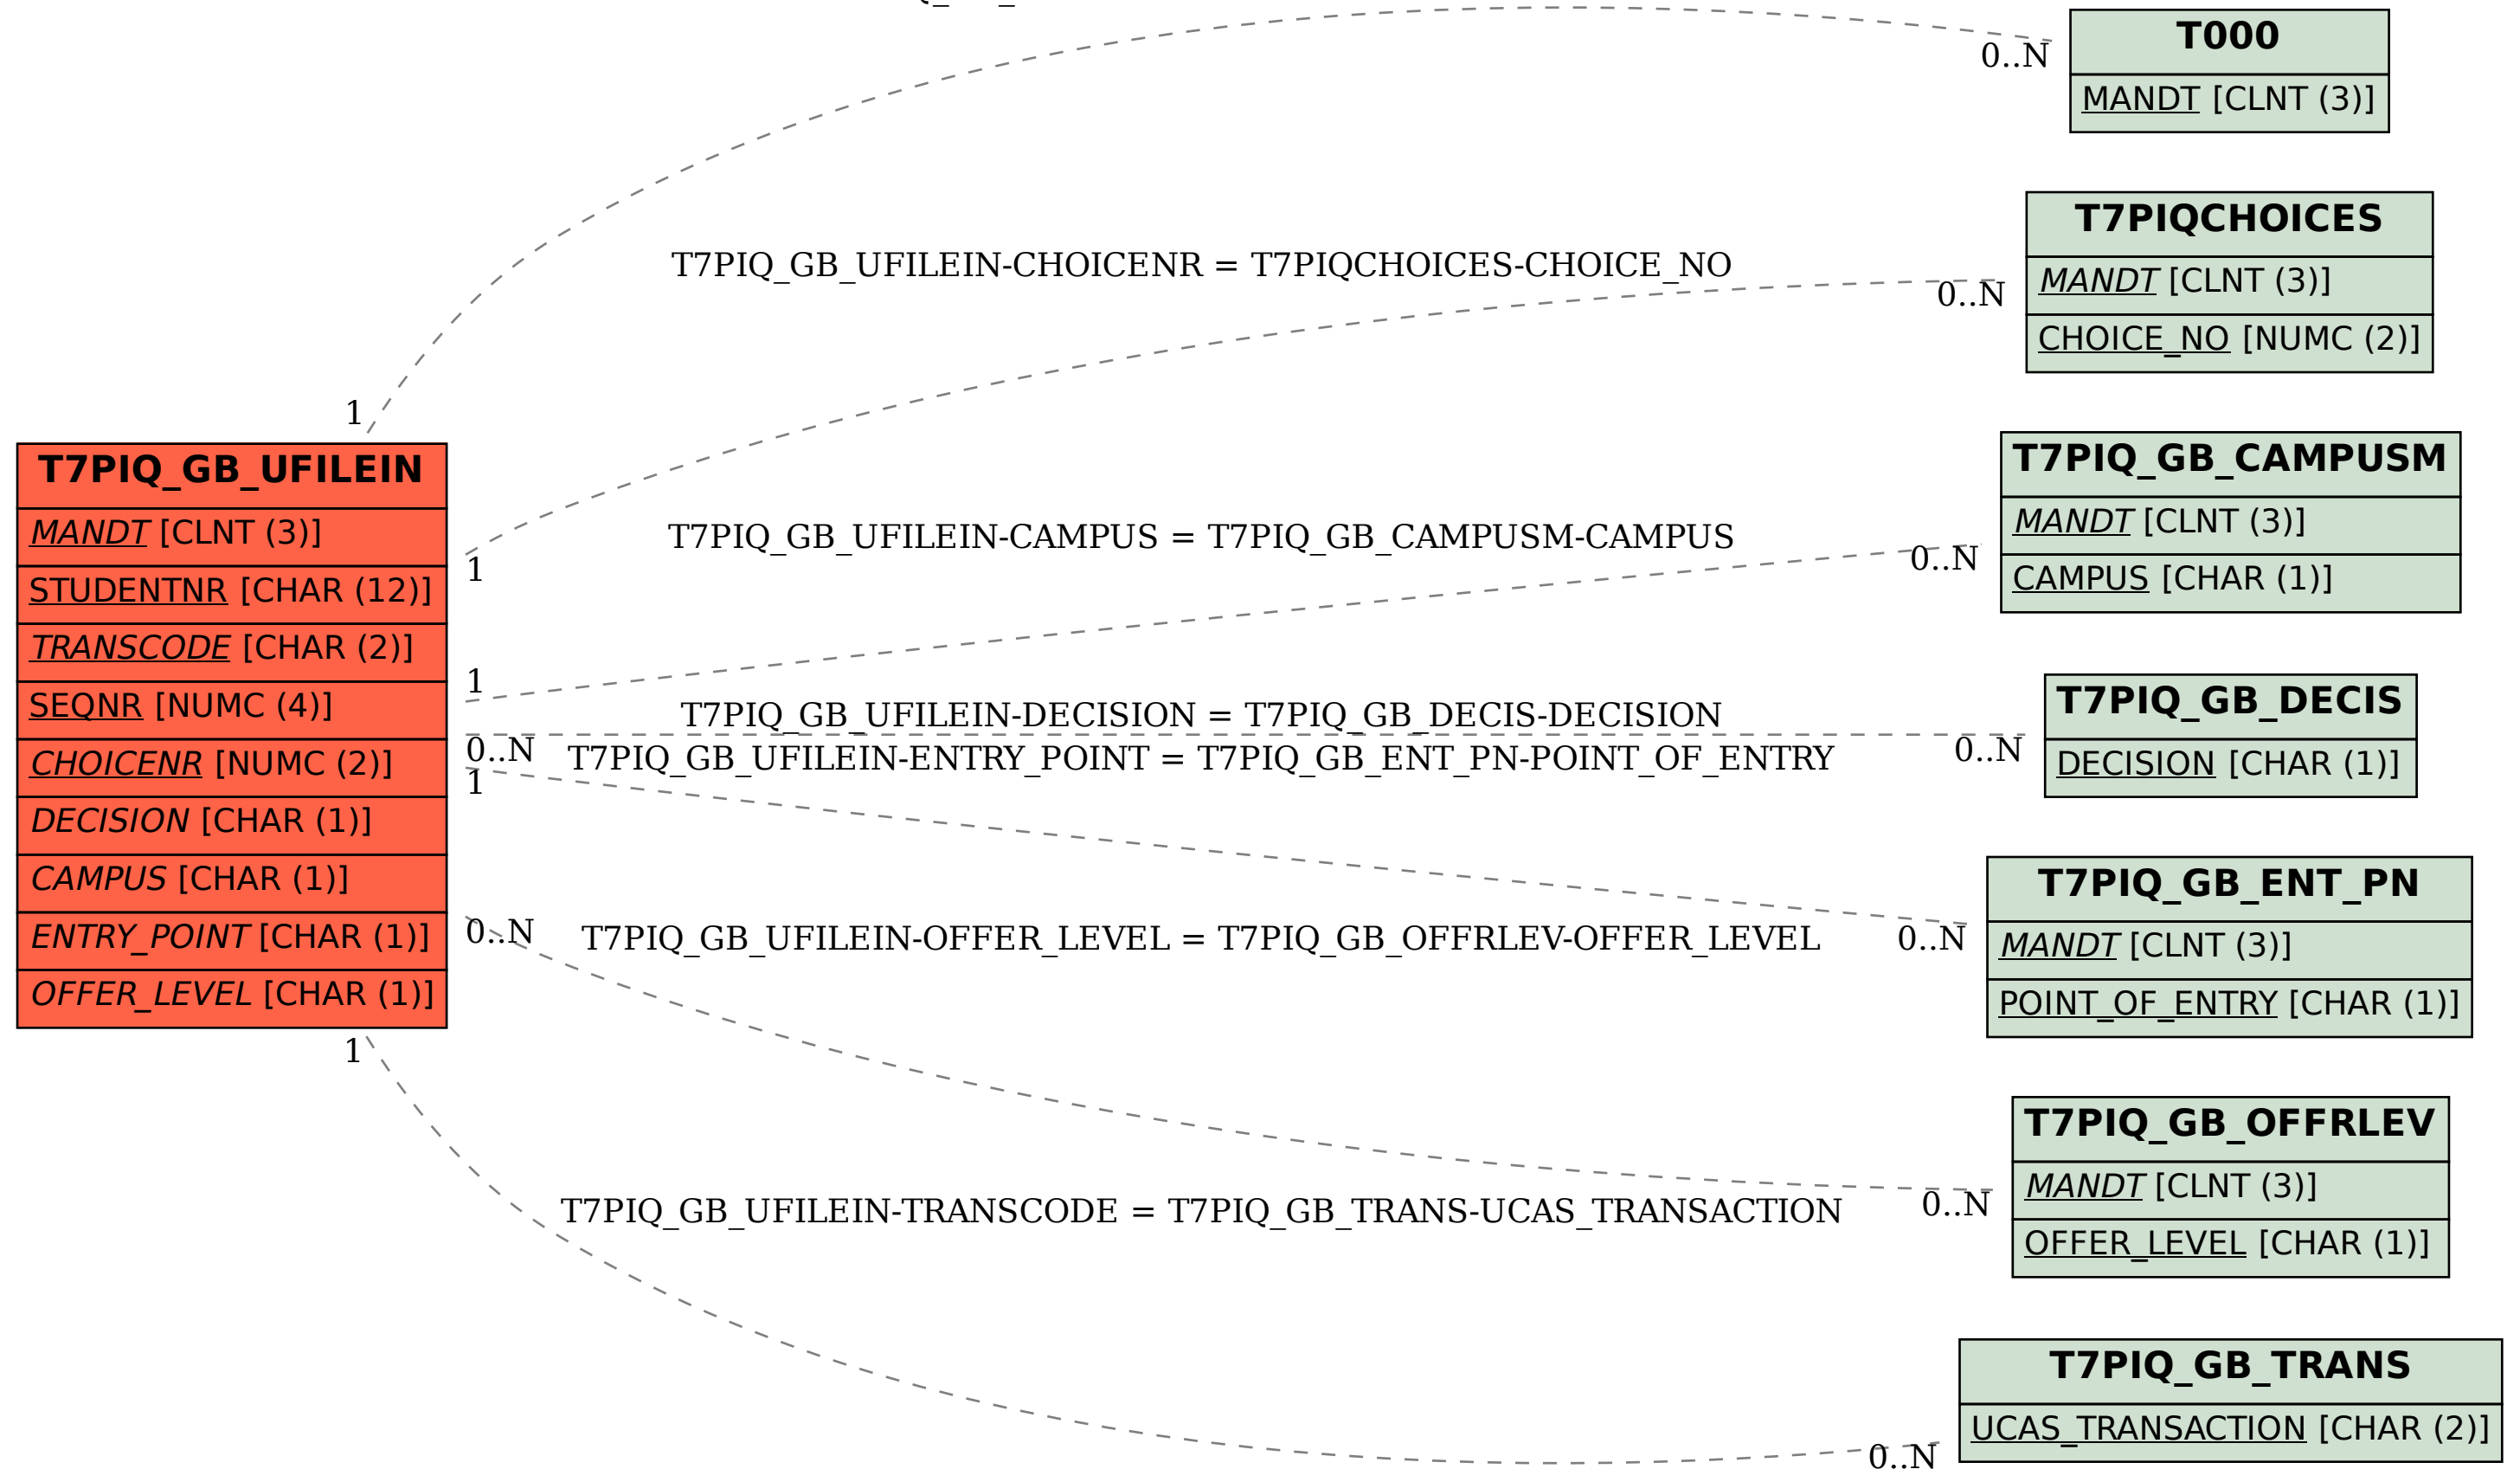 T000
0..N
MANDT [CLNT (3)]
T7PIQCHOICES
T7PIQ_GB_UFILEIN-CHOICENR = T7PIQCHOICES-CHOICE_NO
0..N
MANDT [CLNT (3)]
CHOICE_NO [NUMC (2)]
1
T7PIQ_GB_UFILEIN
MANDT [CLNT (3)]
STUDENTNR [CHAR (12)]
TRANSCODE [CHAR (2)]
SEQNR [NUMC (4)]
CHOICENR [NUMC (2)]
DECISION [CHAR (1)]
CAMPUS [CHAR (1)]
ENTRY_POINT [CHAR (1)]
OFFER_LEVEL [CHAR (1)]
1
T7PIQ_GB_UFILEIN-CAMPUS = T7PIQ_GB_CAMPUSM-CAMPUS
0..N
T7PIQ_GB_CAMPUSM
MANDT [CLNT (3)]
CAMPUS [CHAR (1)]
1
T7PIQ_GB_UFILEIN-DECISION = T7PIQ_GB_DECIS-DECISION
0..N
0..N
T7PIQ_GB_DECIS
DECISION [CHAR (1)]
T7PIQ_GB_UFILEIN-ENTRY_POINT = T7PIQ_GB_ENT_PN-POINT_OF_ENTRY
1
0..N
T7PIQ_GB_ENT_PN
MANDT [CLNT (3)]
POINT_OF_ENTRY [CHAR (1)]
0..N
T7PIQ_GB_UFILEIN-OFFER_LEVEL = T7PIQ_GB_OFFRLEV-OFFER_LEVEL
0..N
T7PIQ_GB_OFFRLEV
MANDT [CLNT (3)]
OFFER_LEVEL [CHAR (1)]
1
T7PIQ_GB_UFILEIN-TRANSCODE = T7PIQ_GB_TRANS-UCAS_TRANSACTION
0..N
T7PIQ_GB_TRANS
UCAS_TRANSACTION [CHAR (2)]